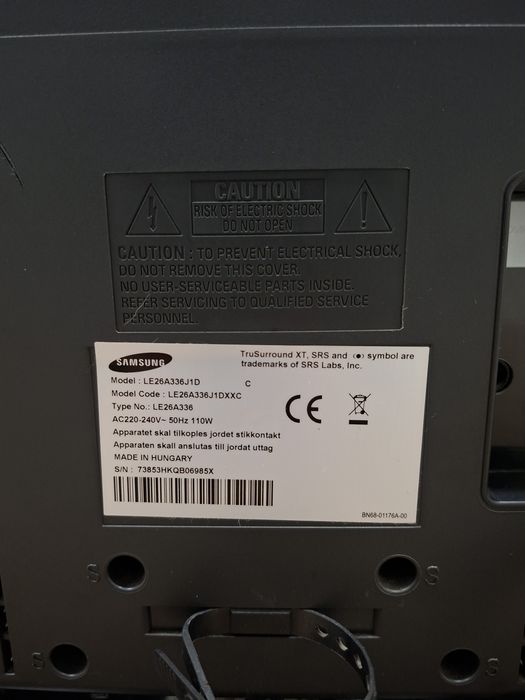 CAUTION
RISK OF ELECTRIC SHOCK
DO NOT OPEN
CAUTION : TO PREVENT ELECTRICAL SHOCK,
DO NOT REMOVE THIS COVER.
NO USER-SERVICEABLE PARTS INSIDE.
REFER SERVICING TO QUALIFIED SERVICE
PERSONNEL.
SAMSUNG
TruSurround XT, SRS and (●) symbol are
trademarks of SRS Labs, Inc.
Model : LE26A336J1D C
Model Code : LE26A336J1DXXC
Type No.: LE26A336
AC220-240V~ 50Hz 110W
Apparatet skal tilkoples jordet stikkontakt
Apparaten skall anslutas till jordat uttag
MADE IN HUNGARY
S/N : 73853HKQB06985X
CE
BN68-01176A-00
S S
S S